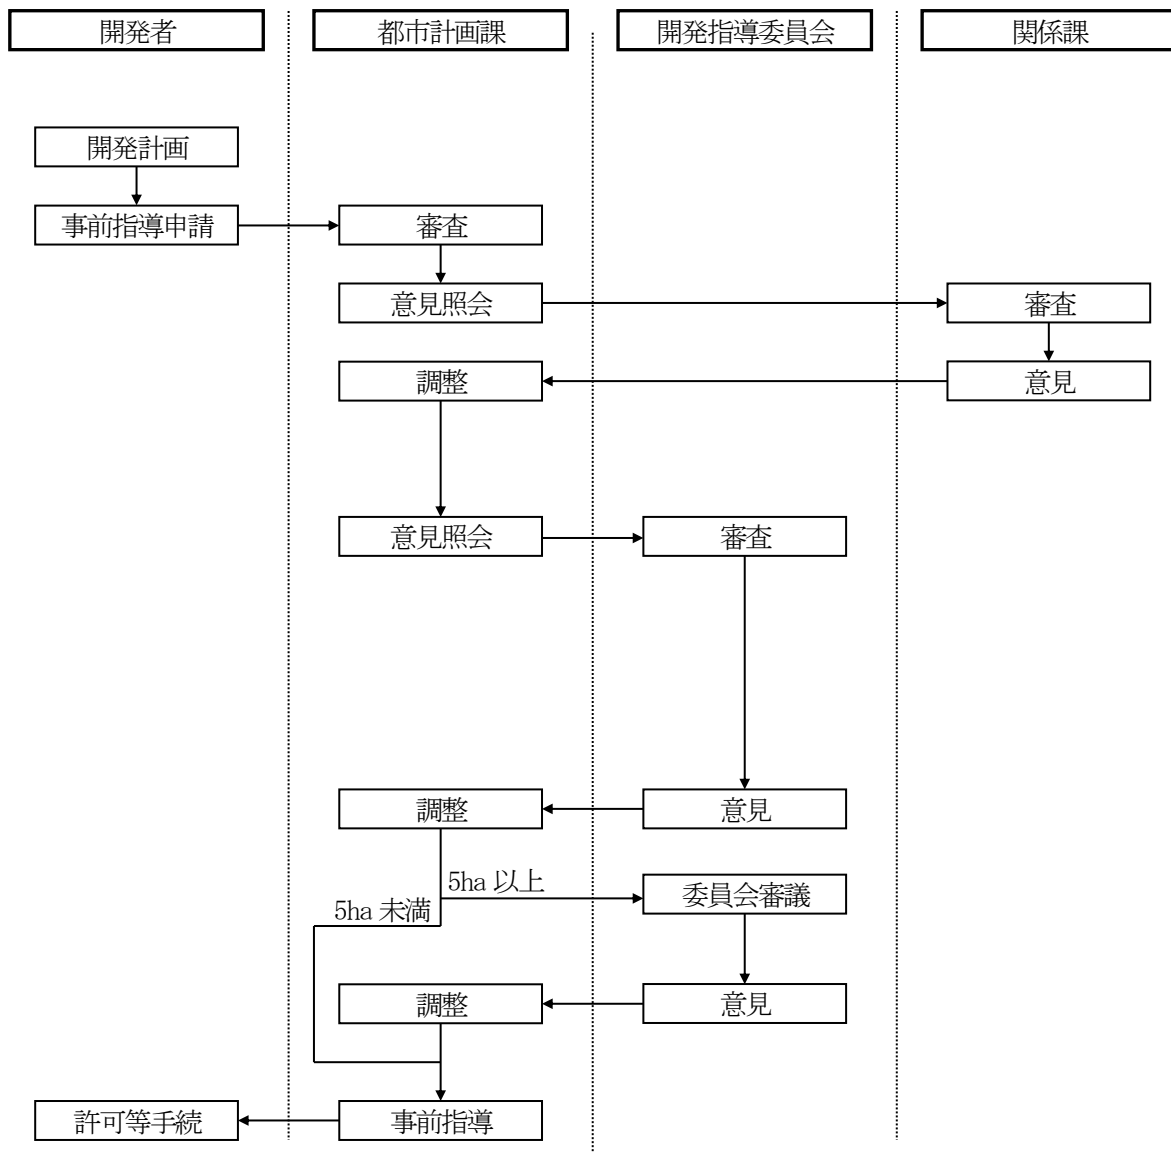 開発者
都市計画課
開発指導委員会
関係課
開発計画
事前指導申請
審査
意見照会
審査
調整
意見
意見照会
審査
調整
意見
5ha 以上
委員会審議
5ha 未満
調整
意見
許可等手続
事前指導